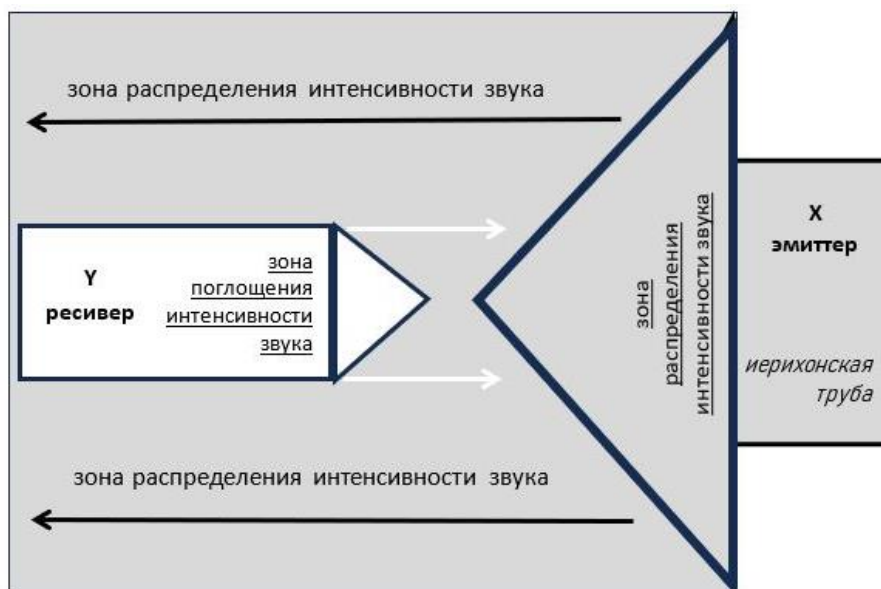 зона распределения интенсивности звука
Y
ресивер
зона
поглощения
интенсивности
звука
зона
распределения
интенсивности звука
X
эмиттер
иерихонская
труба
зона распределения интенсивности звука